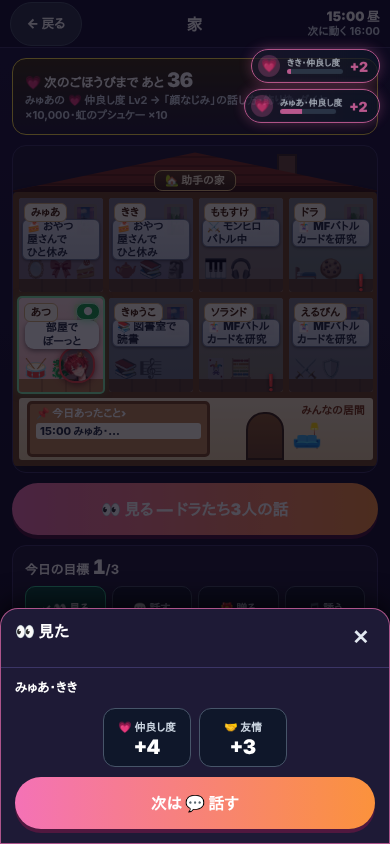 ← 戻る
家
15:00 昼
次に動く 16:00
💗 次のごほうびまで あと 36
みゅあの 💗 仲良し度 Lv2 → 「顔なじみ」の話し
×10,000・虹のプシュケー ×10
きき・仲良し度
+2
みゅあ・仲良し度
+2
🏡 助手の家
みゅあ
🍰 おやつ
屋さんで
ひと休み
きき
🍰 おやつ
屋さんで
ひと休み
ももすけ
⚔️ モンヒロ
バトル中
ドラ
🃏 MFバトル
カードを研究
あつ
部屋で
ぼーっと
きゅうこ
📚 図書室で
読書
ソラシド
🃏 MFバトル
カードを研究
えるぴん
🃏 MFバトル
カードを研究
📌 今日あったこと›
15:00 みゅあ・…
みんなの居間
👀 見る — ドラたち3人の話
今日の目標 1/3
👀 見た
×
みゅあ・きき
💗 仲良し度
+4
🤝 友情
+3
次は 💬 話す